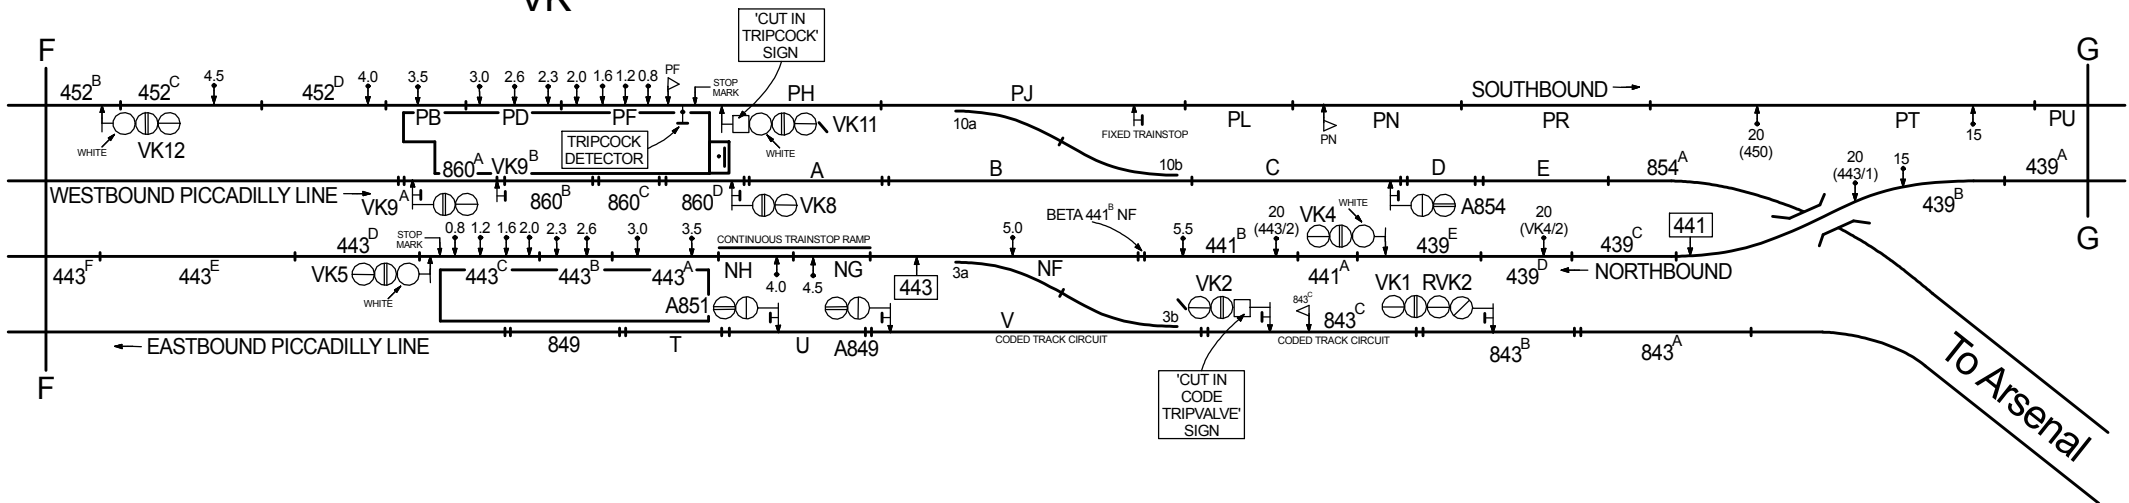 VK
'CUT IN
TRIPCOCK'
SIGN
F
G
452B
452C
4.5
452D
4.0
3.5
3.0
2.6
2.3
2.0
1.6
1.2
0.8
PF
STOP
MARK
PH
PJ
SOUTHBOUND
PB
PD
PF
10a
FIXED TRAINSTOP
PL
PN
PN
PR
20
(450)
PT
15
PU
WHITE
VK12
TRIPCOCK
DETECTOR
WHITE
VK11
860A
VK9B
A
B
10b
C
D
E
854A
20
(443/1)
15
439A
WESTBOUND PICCADILLY LINE
VK9A
860B
860C
860D
VK8
A854
439B
BETA 441B NF
VK4
WHITE
443D
STOP
MARK
0.8
1.2
1.6
2.0
2.3
2.6
3.0
3.5
CONTINUOUS TRAINSTOP RAMP
5.0
5.5
441B
20
(443/2)
439E
20
(VK4/2)
439C
441
G
443F
443E
VK5
WHITE
443C
443B
443A
NH
4.0
4.5
NG
443
3a
NF
441A
439D
NORTHBOUND
A851
VK2
843C
843C
VK1
RVK2
3b
F
EASTBOUND PICCADILLY LINE
849
T
U
A849
V
CODED TRACK CIRCUIT
CODED TRACK CIRCUIT
843B
843A
To Arsenal
'CUT IN
CODE
TRIPVALVE'
SIGN